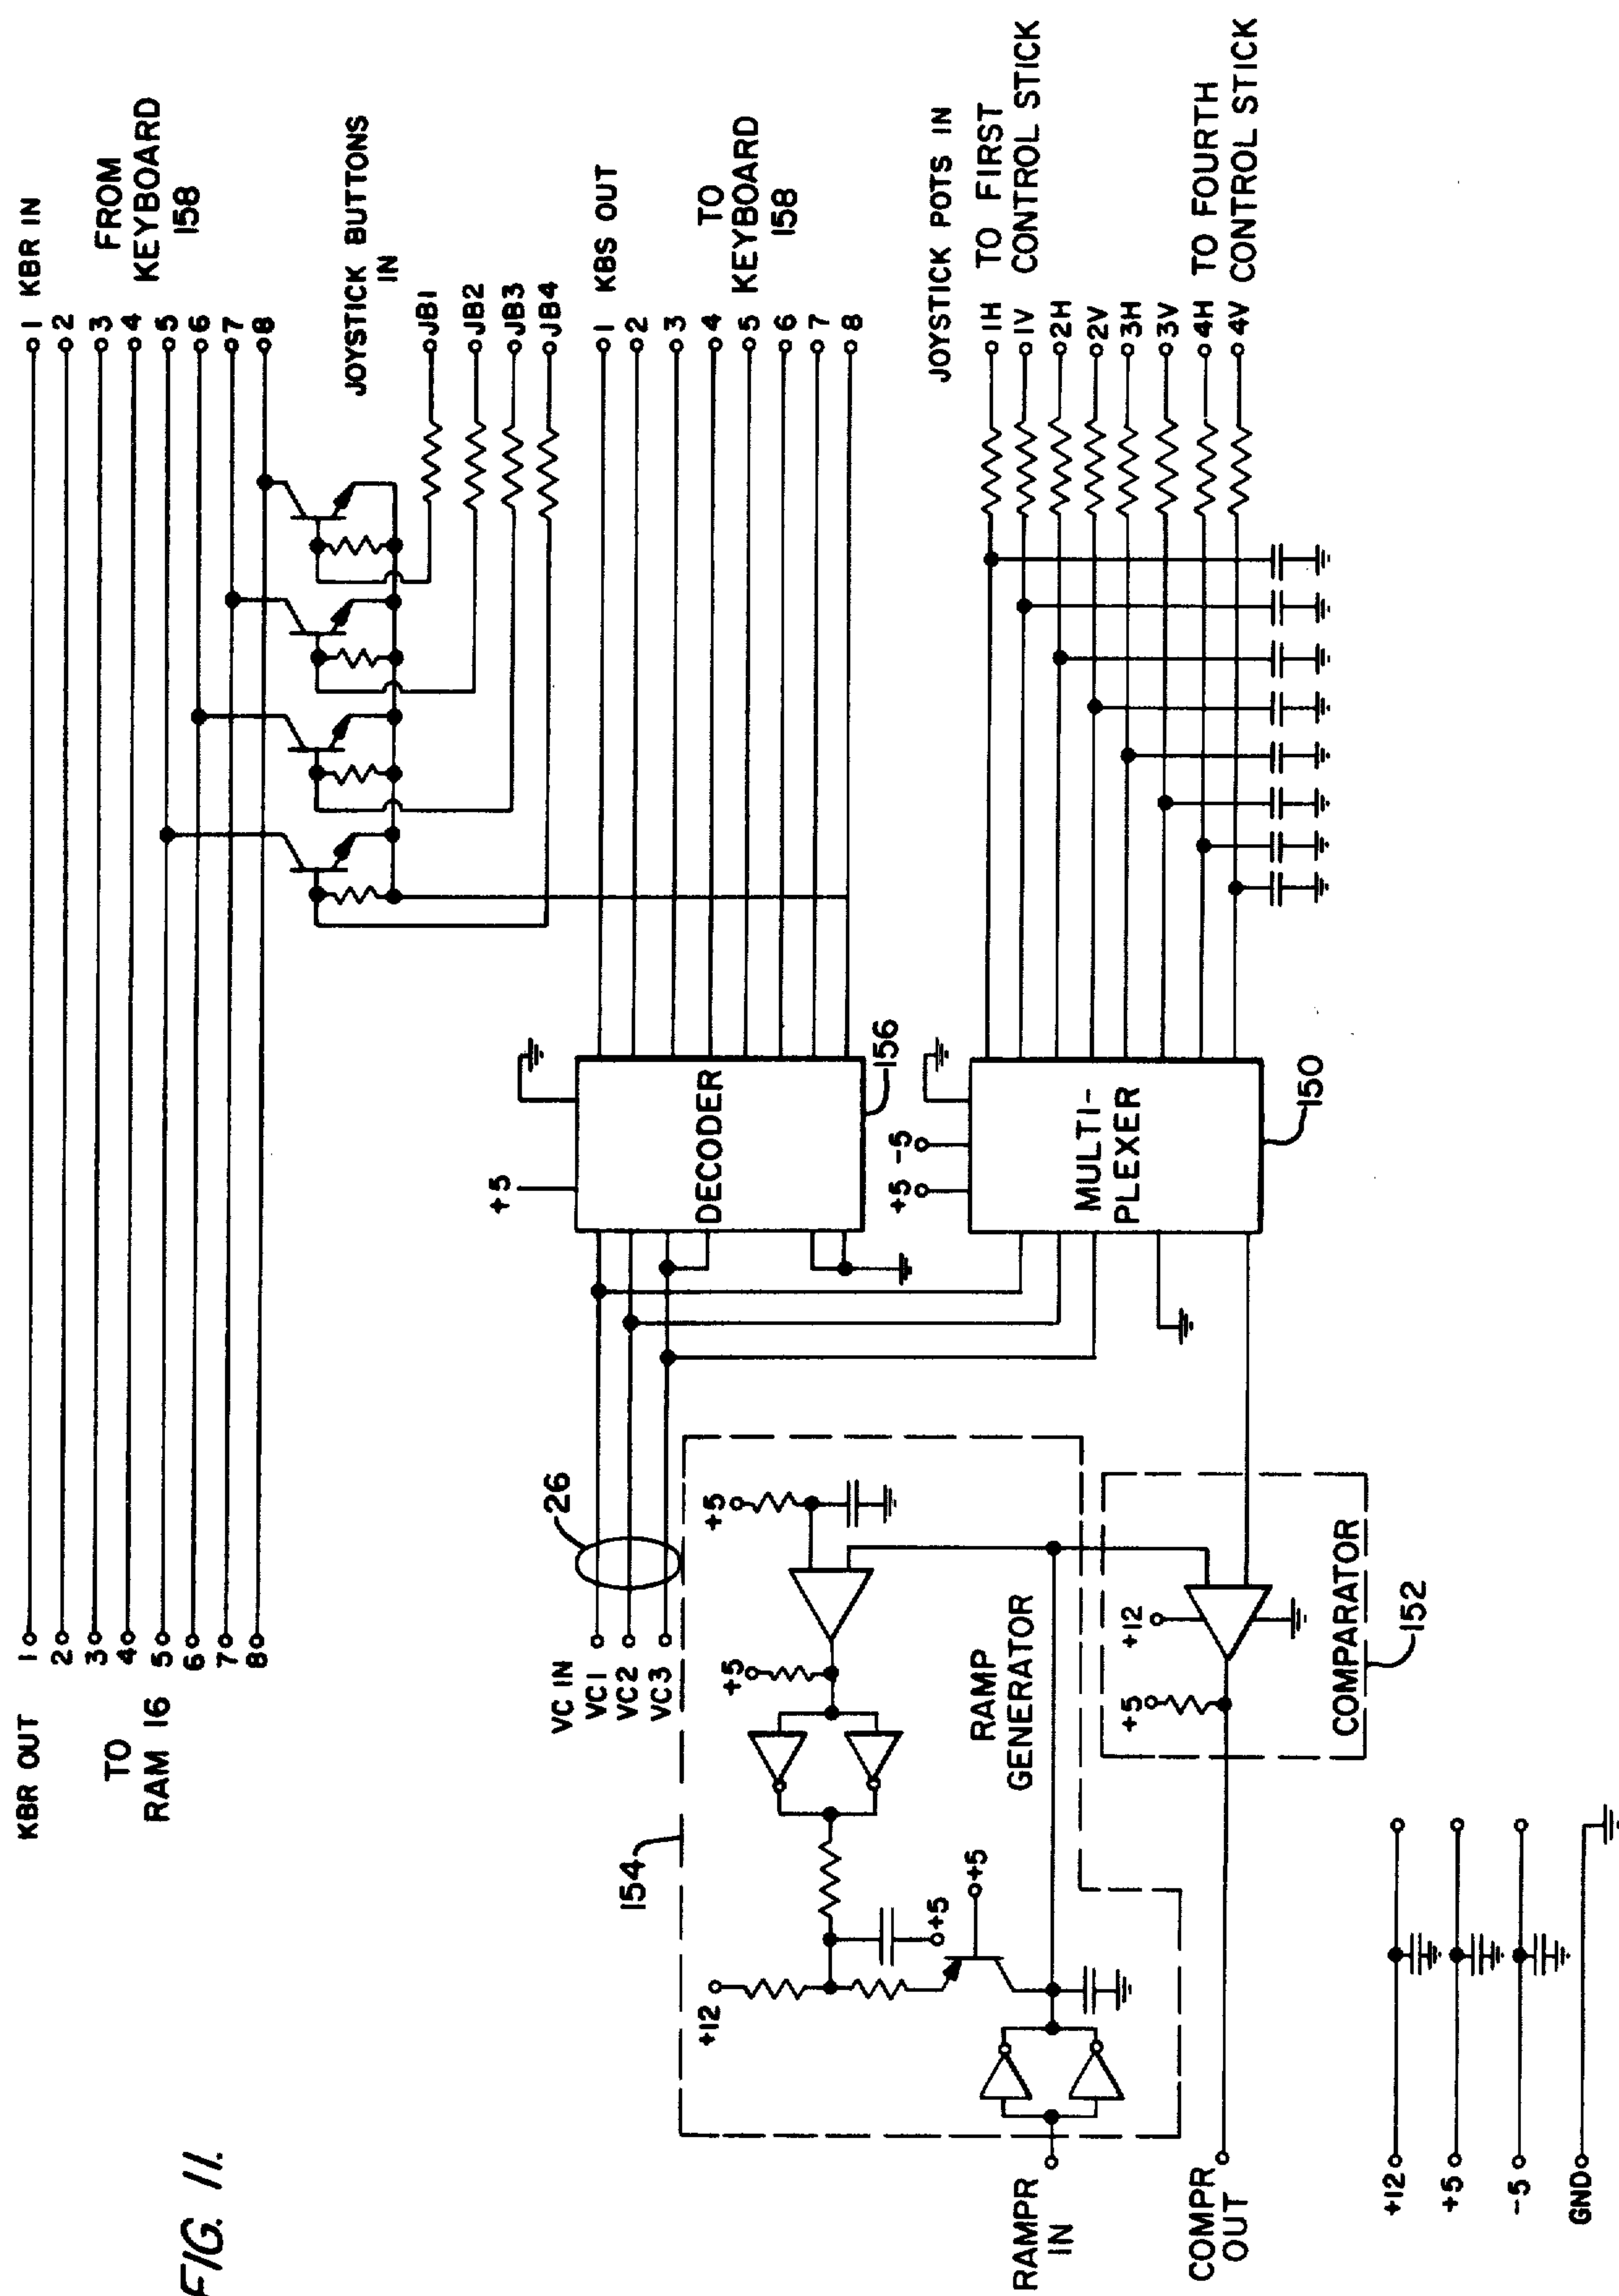 FIG. 11.
KBR OUT
1
2
3
4
5
6
7
8
TO
RAM 16
1 KBR IN
2
3
4
5
6
7
8
FROM
KEYBOARD
158
JOYSTICK BUTTONS
IN
JB1
JB2
JB3
JB4
1 KBS OUT
2
3
4
5
6
7
8
TO
KEYBOARD
158
VC IN
VC1
VC2
VC3
26
+5
DECODER
156
+5
-5
MULTI-
PLEXER
150
JOYSTICK POTS IN
1H TO FIRST
1V CONTROL STICK
2H
2V
3H
3V
4H TO FOURTH
4V CONTROL STICK
154
+5
+5
+12
+5
+5
RAMP
GENERATOR
RAMPR
IN
+12
+5
COMPARATOR
152
COMPR
OUT
+12
+5
-5
GND